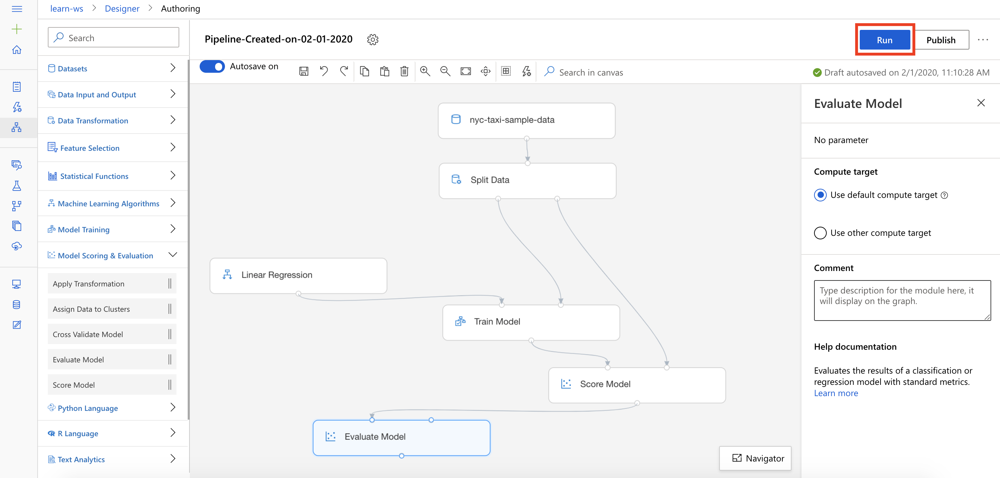 learn-ws > Designer > Authoring
Search
Datasets
Data Input and Output
Data Transformation
Feature Selection
Statistical Functions
Machine Learning Algorithms
Model Training
Model Scoring & Evaluation
Apply Transformation
Assign Data to Clusters
Cross Validate Model
Evaluate Model
Score Model
Python Language
R Language
Text Analytics
Pipeline-Created-on-02-01-2020
Run
Publish
Autosave on
Search in canvas
Draft autosaved on 2/1/2020, 11:10:28 AM
nyc-taxi-sample-data
Split Data
Linear Regression
Train Model
Score Model
Evaluate Model
Navigator
Evaluate Model
No parameter
Compute target
Use default compute target
Use other compute target
Comment
Type description for the module here, it
will display on the graph.
Help documentation
Evaluates the results of a classification or
regression model with standard metrics.
Learn more